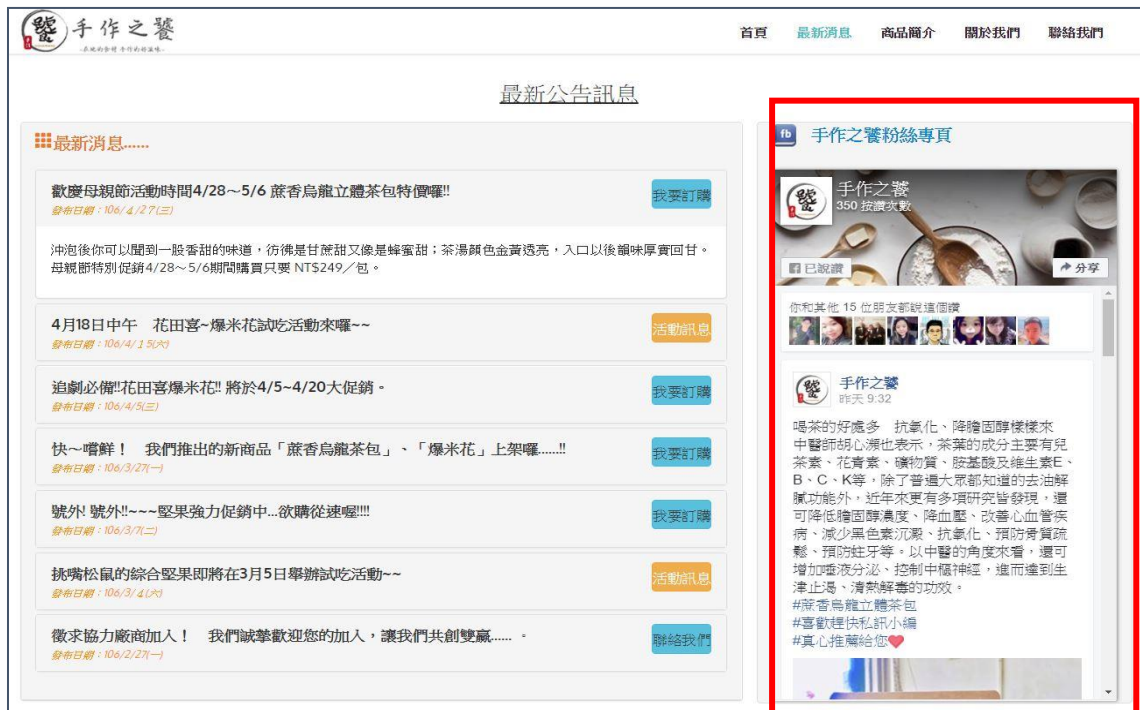 饕
手作之饕
首頁
最新消息
商品簡介
關於我們
聯絡我們
最新公告訊息
最新消息......
歡慶母親節活動時間4/28～5/6 蔗香烏龍立體茶包特價囉!!
發布日期：106/4/27(三)
我要訂購
沖泡後你可以聞到一股香甜的味道，彷彿是甘蔗甜又像是蜂蜜甜；茶湯顏色金黃透亮，入口以後韻味厚實回甘。
母親節特別促銷4/28～5/6期間購買只要 NT$249／包。
4月18日中午　花田喜~爆米花試吃活動來囉~~
發布日期：106/4/15(六)
活動訊息
追劇必備!!花田喜爆米花!! 將於4/5~4/20大促銷。
發布日期：106/4/5(三)
我要訂購
快～嚐鮮！　我們推出的新商品「蔗香烏龍茶包」、「爆米花」上架囉......!!
發布日期：106/3/27(一)
我要訂購
號外! 號外!!~~~堅果強力促銷中...欲購從速喔!!!!
發布日期：106/3/7(二)
我要訂購
挑嘴松鼠的綜合堅果即將在3月5日舉辦試吃活動~~
發布日期：106/3/4(六)
活動訊息
徵求協力廠商加入！　我們誠摯歡迎您的加入，讓我們共創雙贏......。
發布日期：106/2/27(一)
聯絡我們
fb
手作之饕粉絲專頁
饕
手作之饕
350 按讚次數
已說讚
分享
你和其他 15 位朋友都說這個讚
饕
手作之饕
昨天 9:32
喝茶的好處多　抗氧化、降膽固醇樣樣來
中醫師胡心瀕也表示，茶葉的成分主要有兒
茶素、花青素、礦物質、胺基酸及維生素E、
B、C、K等，除了普遍大眾都知道的去油解
膩功能外，近年來更有多項研究皆發現，還
可降低膽固醇濃度、降血壓、改善心血管疾
病、減少黑色素沉澱、抗氧化、預防骨質疏
鬆、預防蛀牙等。以中醫的角度來看，還可
增加唾液分泌、控制中樞神經，進而達到生
津止渴、清熱解毒的功效。
#蔗香烏龍立體茶包
#喜歡趕快私訊小編
#真心推薦給您❤